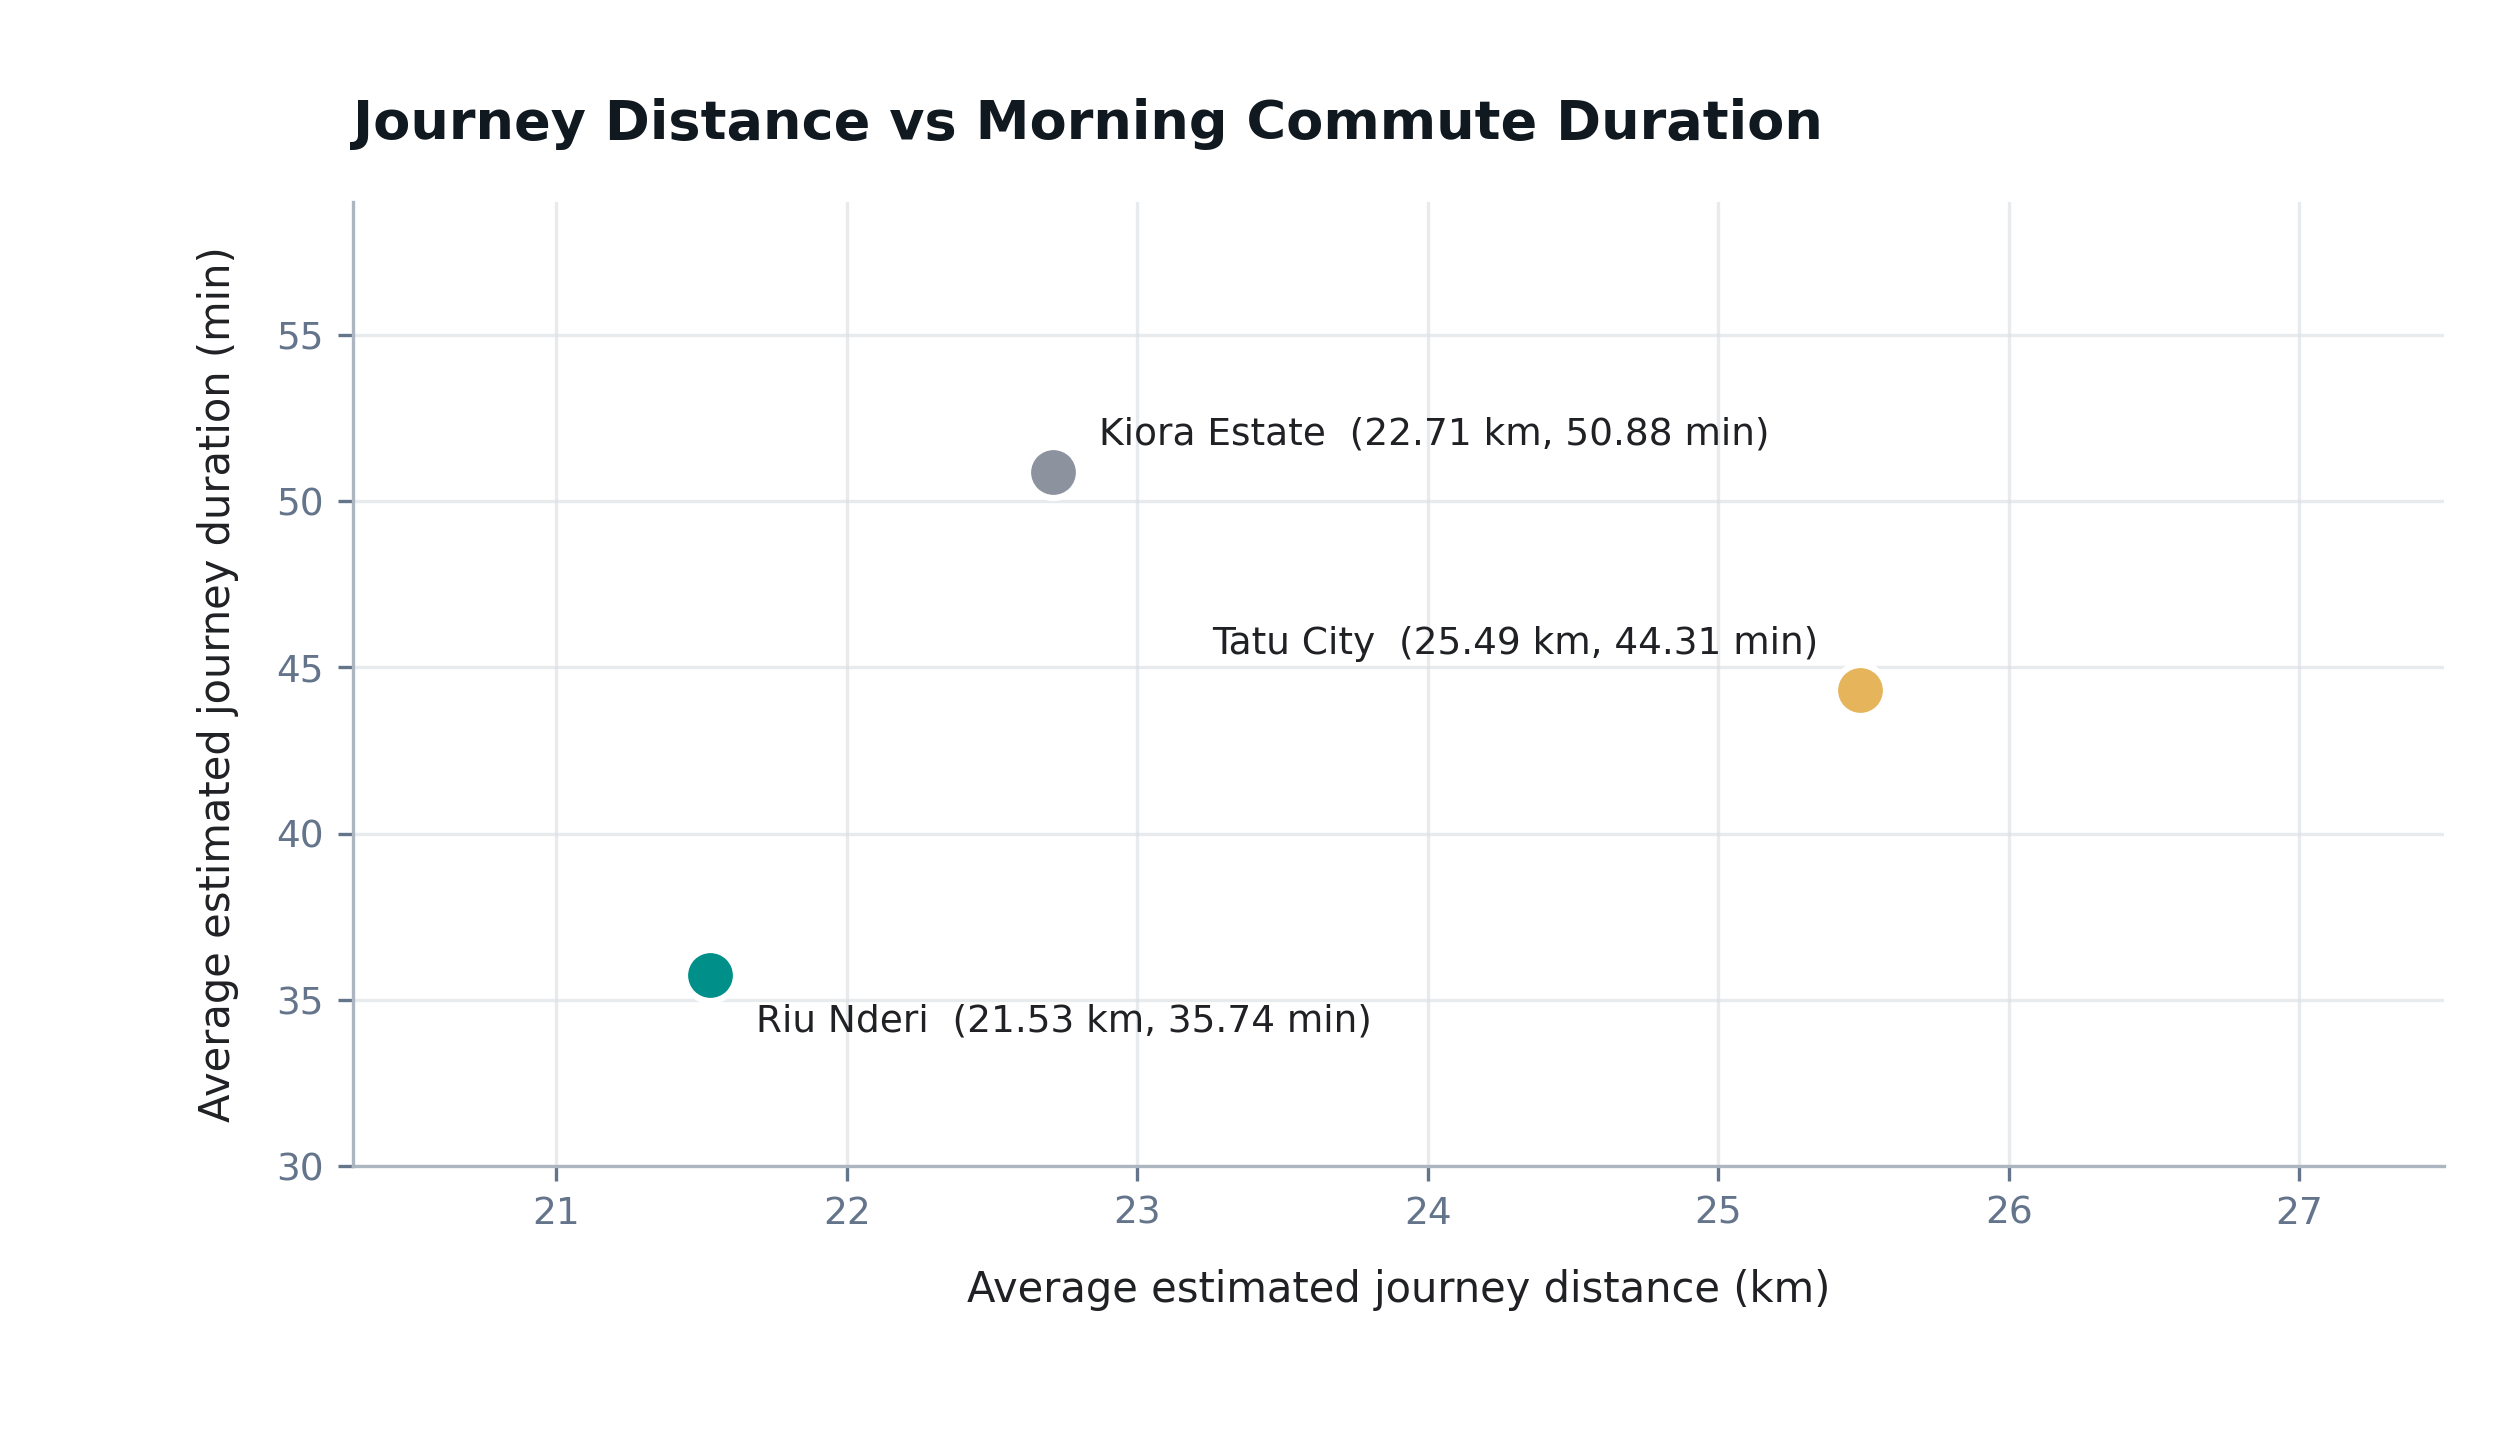 Journey Distance vs Morning Commute Duration
Average estimated journey duration (min)
55
50
45
40
35
30
Kiora Estate (22.71 km, 50.88 min)
Tatu City (25.49 km, 44.31 min)
Riu Nderi (21.53 km, 35.74 min)
21 22 23 24 25 26 27
Average estimated journey distance (km)